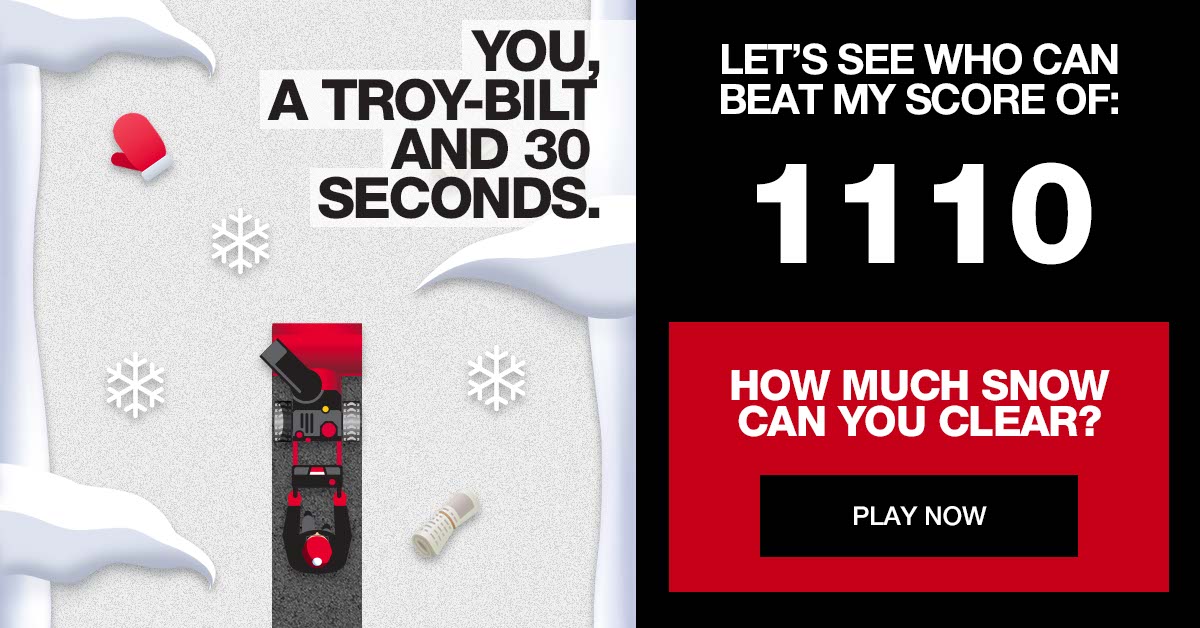 YOU,
A TROY-BILT
AND 30
SECONDS.
LET’S SEE WHO CAN
BEAT MY SCORE OF:
1110
HOW MUCH SNOW
CAN YOU CLEAR?
PLAY NOW